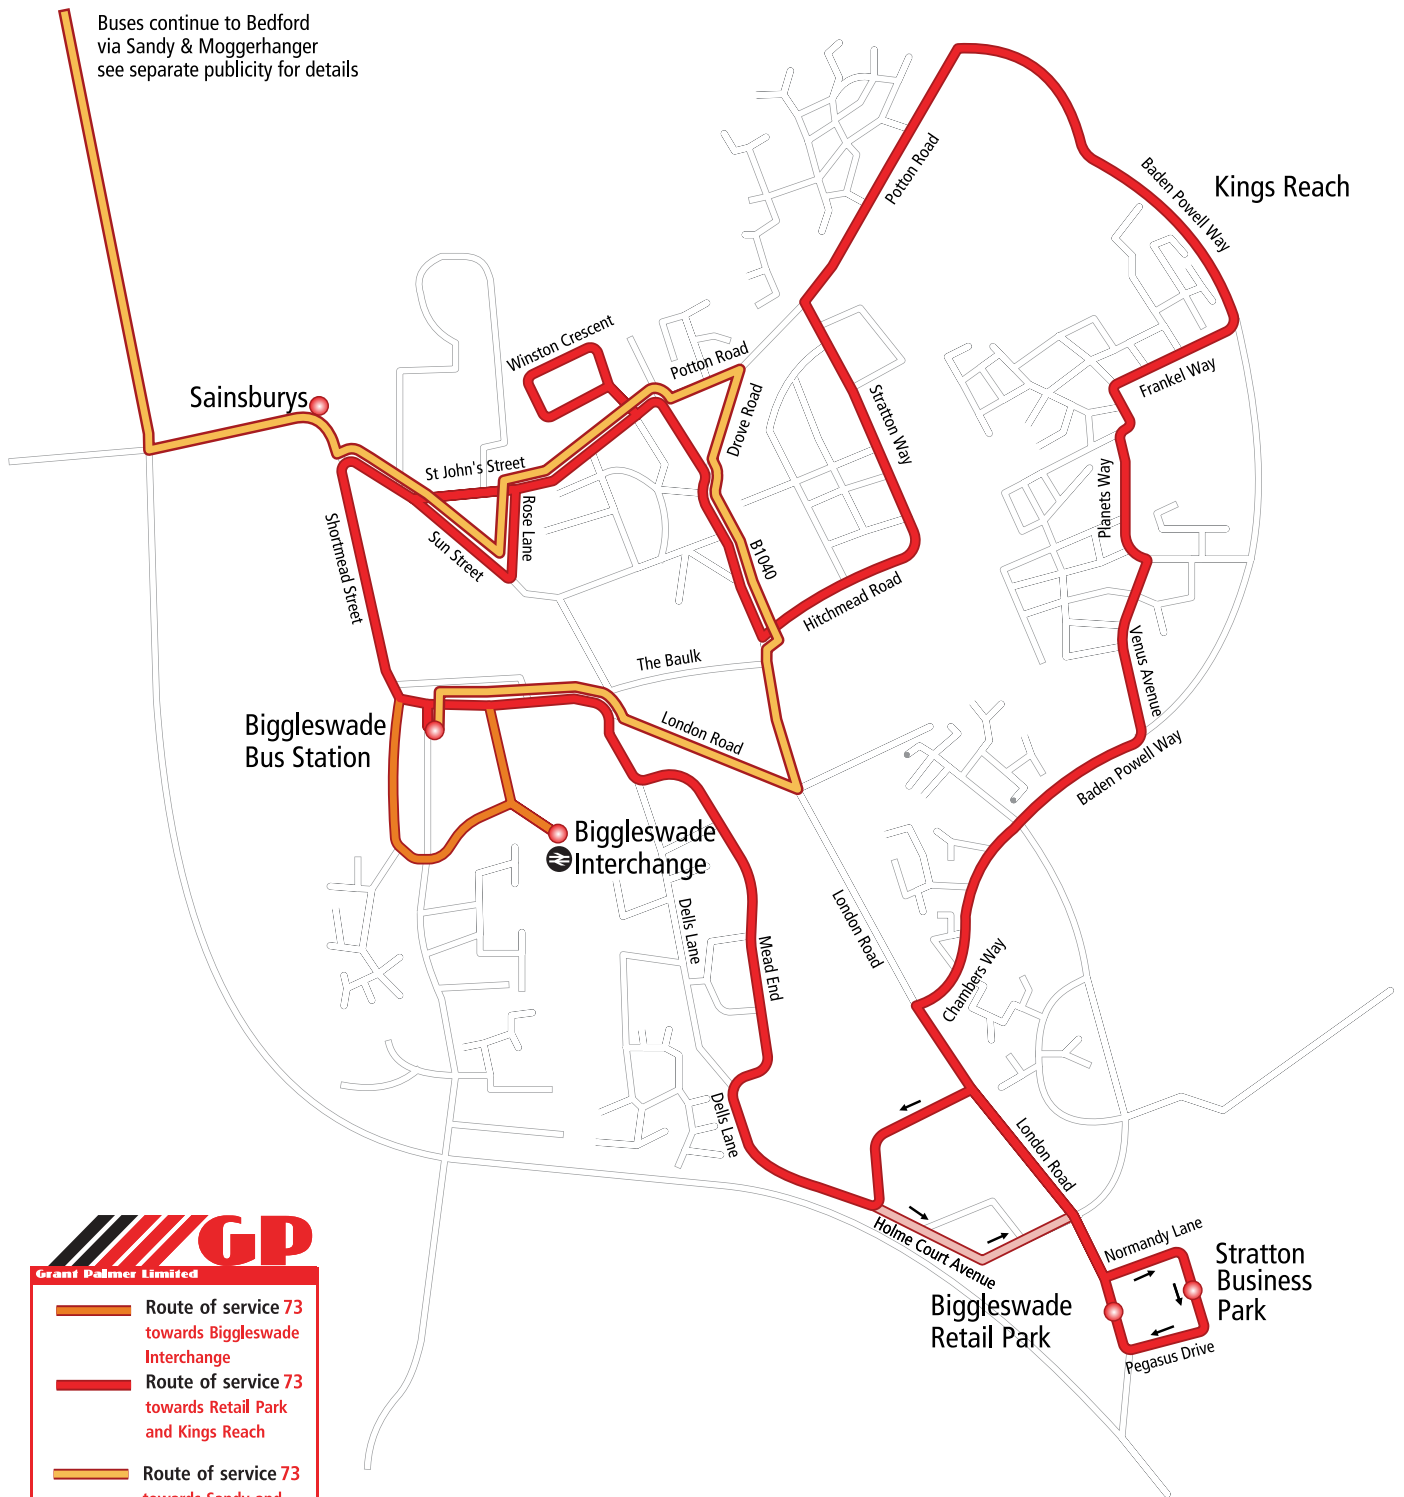 Buses continue to Bedford
via Sandy & Moggerhanger
see separate publicity for details
Potton Road
Baden Powell Way
Kings Reach
Winston Crescent
Potton Road
Sainsburys
Frankel Way
Drove Road
Stratton Way
St John's Street
Planets Way
Rose Lane
Sun Street
Shortmead Street
B1040
Hitchmead Road
The Baulk
Venus Avenue
Biggleswade
Bus Station
London Road
Baden Powell Way
Biggleswade
Interchange
Dells Lane
London Road
Mead End
Chambers Way
Dells Lane
London Road
Holme Court Avenue
Normandy Lane
Stratton
Business
Park
Biggleswade
Retail Park
Pegasus Drive
GP
Grant Palmer Limited
Route of service 73
towards Biggleswade
Interchange
Route of service 73
towards Retail Park
and Kings Reach
Route of service 73
towards Sandy and